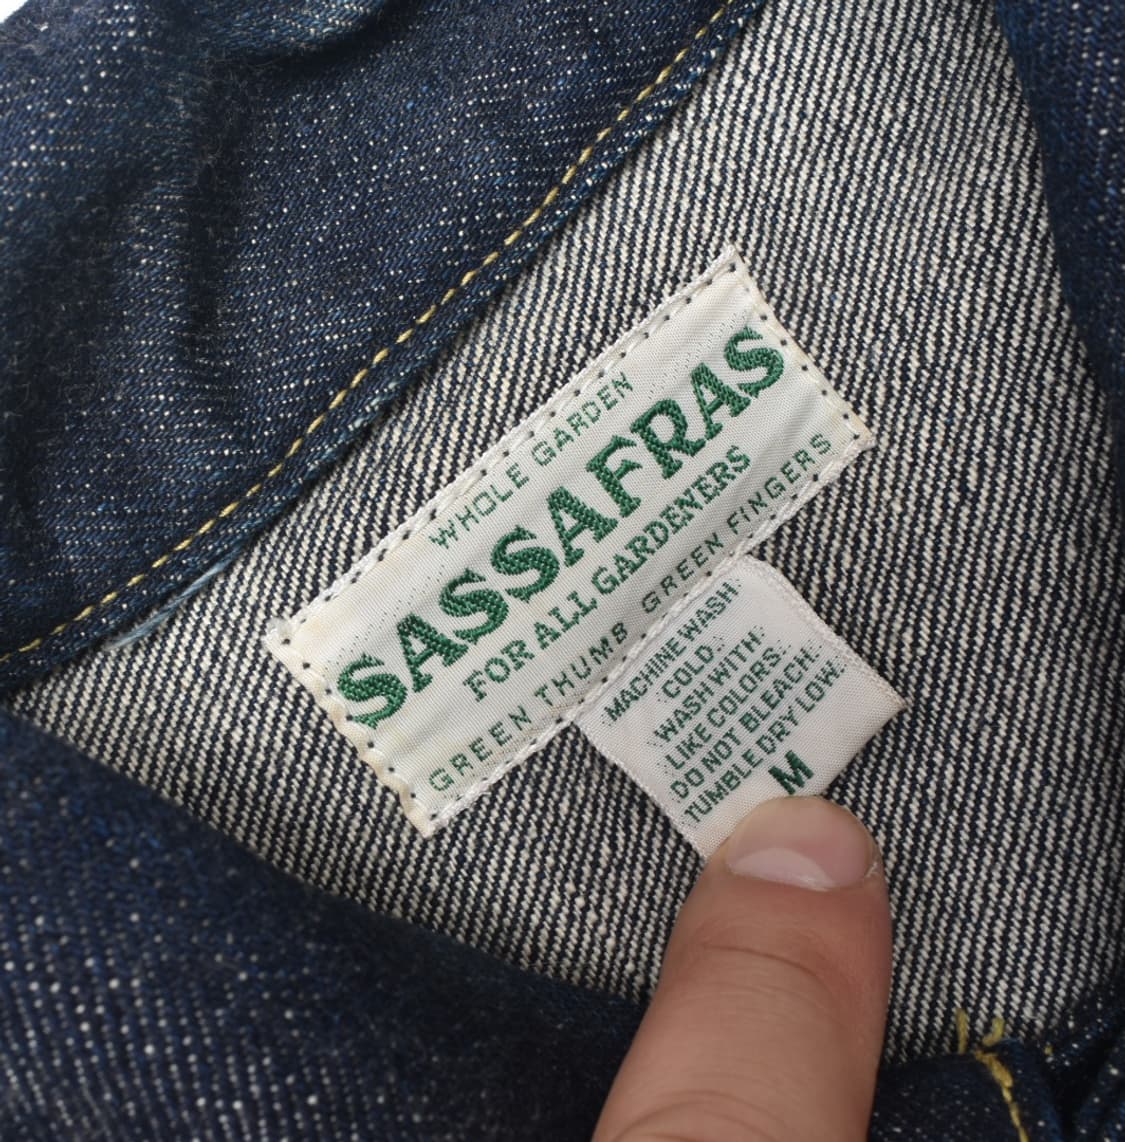 WHOLE GARDEN
SASSAFRAS
FOR ALL GARDENERS
GREEN THUMB GREEN FINGERS
MACHINE WASH
COLD.
WASH WITH
LIKE COLORS.
DO NOT BLEACH.
TUMBLE DRY LOW.
M